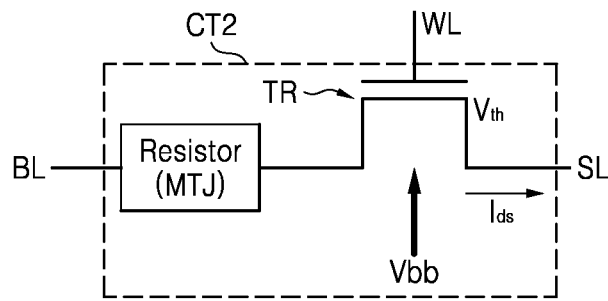 CT2
WL
TR
Vth
BL
Resistor
(MTJ)
SL
Ids
Vbb